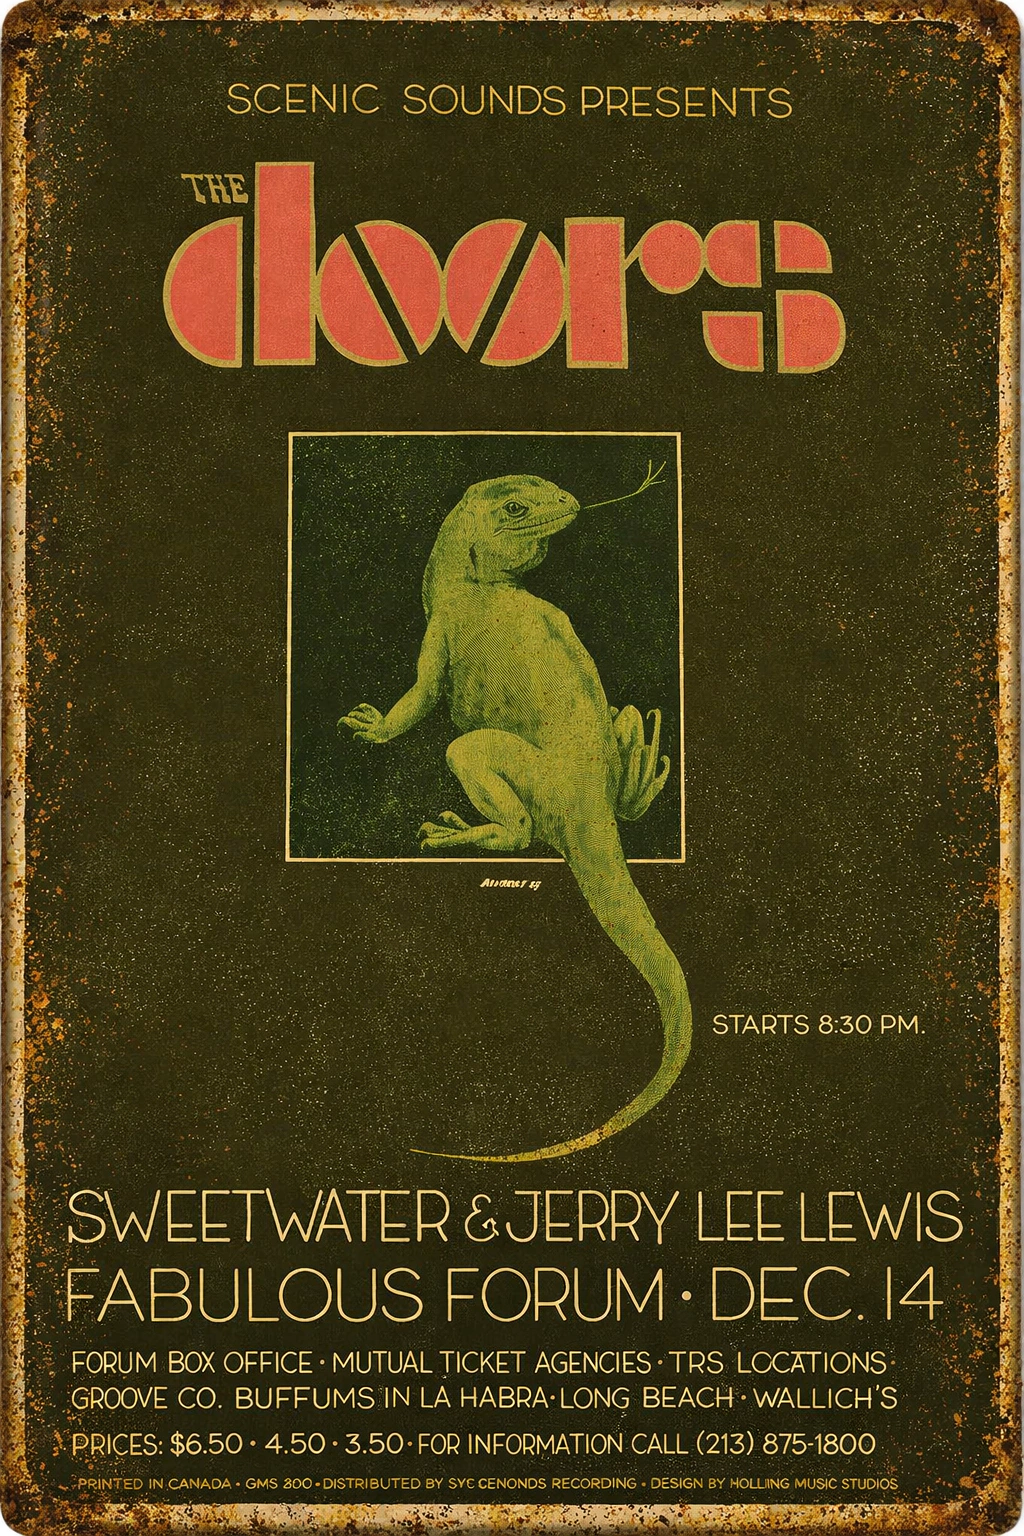 SCENIC SOUNDS PRESENTS
THE
doors
STARTS 8:30 PM.
SWEETWATER & JERRY LEE LEWIS
FABULOUS FORUM • DEC. 14
FORUM BOX OFFICE • MUTUAL TICKET AGENCIES • TRS LOCATIONS •
GROOVE CO. BUFFUMS IN LA HABRA • LONG BEACH • WALLICH'S
PRICES: $6.50 • 4.50 • 3.50 • FOR INFORMATION CALL (213) 875-1800
PRINTED IN CANADA • GMS 800 • DISTRIBUTED BY SYC CENONDS RECORDING • DESIGN BY HOLLING MUSIC STUDIOS